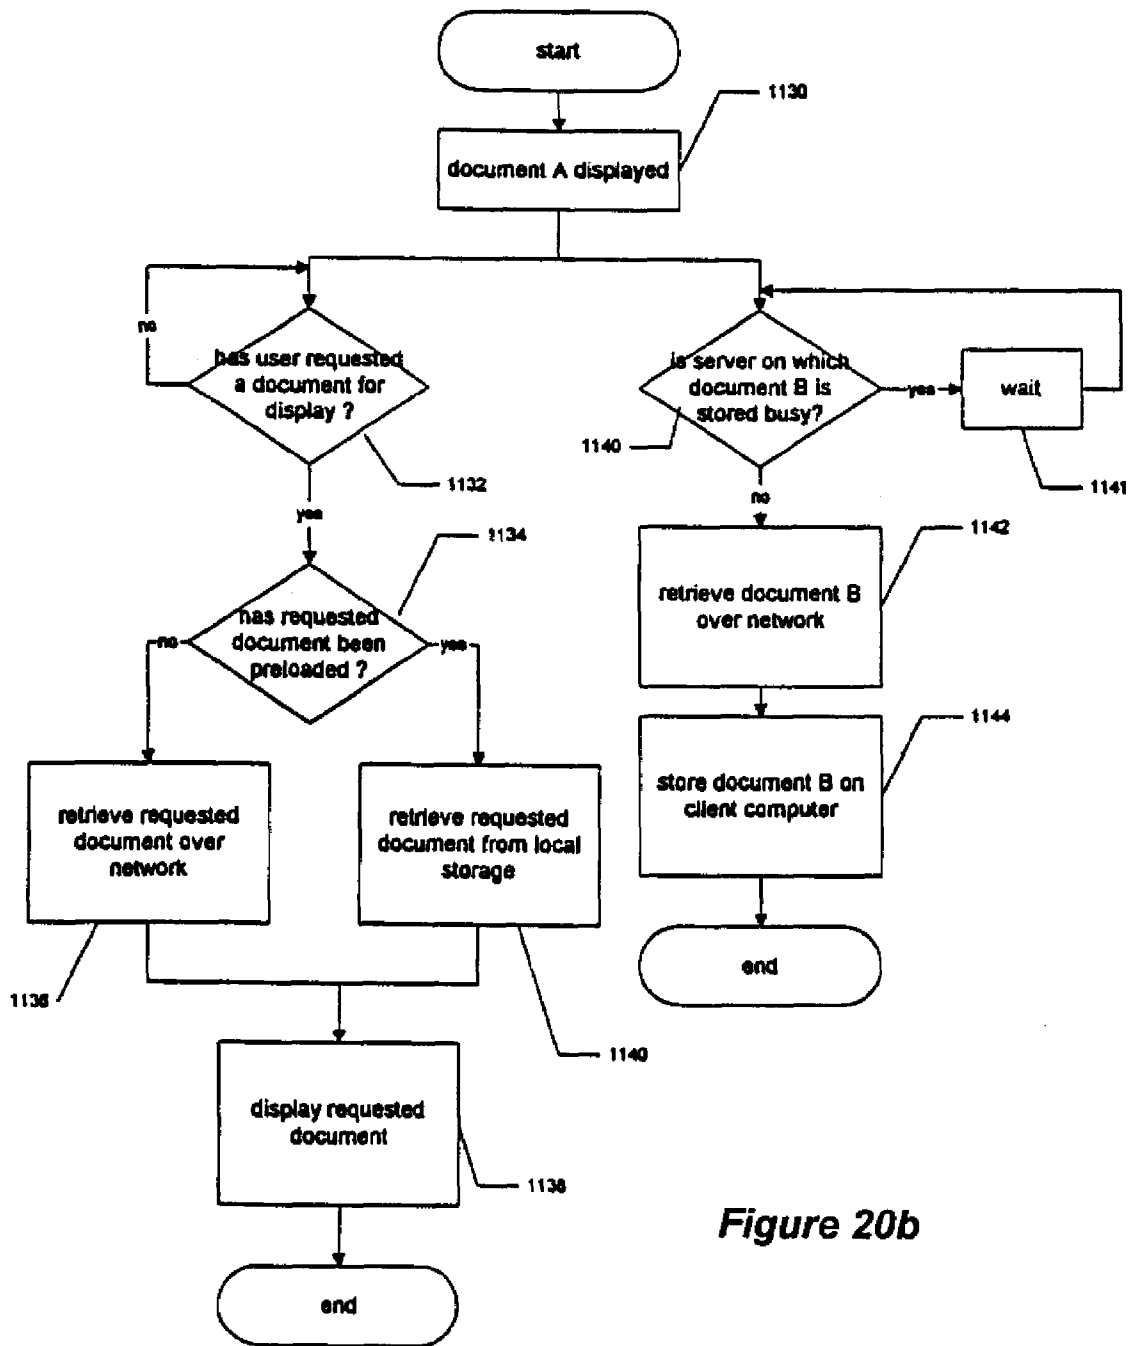 start
1130
document A displayed
no
has user requested
a document for
display ?
1132
is server on which
document B is
stored busy?
1140
yes
wait
1141
yes
no
1134
1142
has requested
document been
preloaded ?
no
yes
retrieve document B
over network
1144
retrieve requested
document over
network
retrieve requested
document from local
storage
store document B on
client computer
1136
1140
end
display requested
document
1138
Figure 20b
end